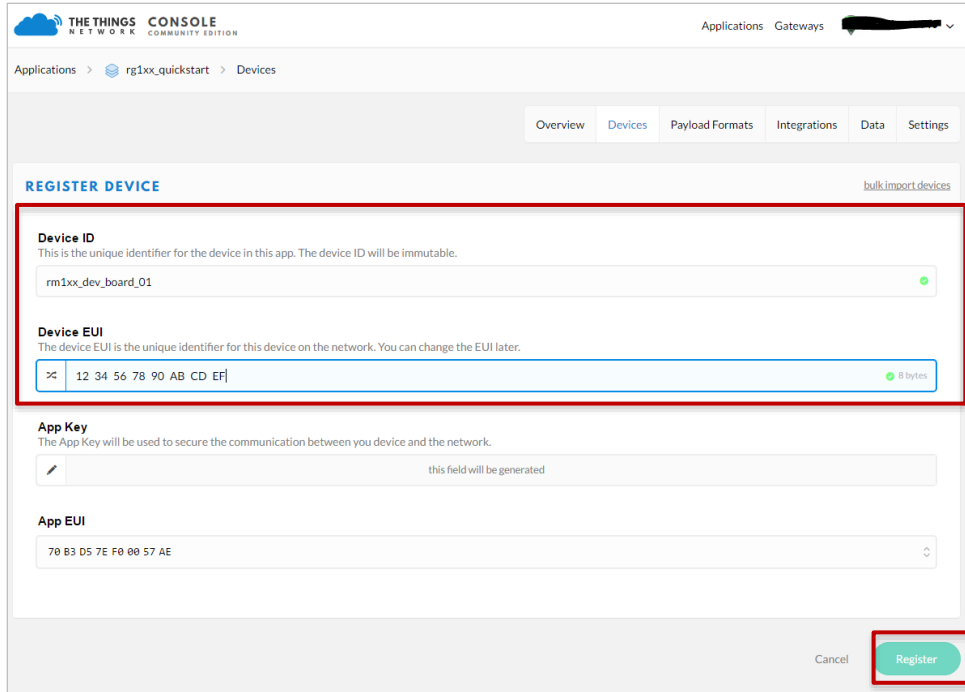 THE THINGS NETWORK CONSOLE COMMUNITY EDITION
Applications Gateways
Applications > rg1xx_quickstart > Devices
Overview Devices Payload Formats Integrations Data Settings
REGISTER DEVICE bulk import devices
Device ID
This is the unique identifier for the device in this app. The device ID will be immutable.
rm1xx_dev_board_01
Device EUI
The device EUI is the unique identifier for this device on the network. You can change the EUI later.
12 34 56 78 90 AB CD EF 8 bytes
App Key
The App Key will be used to secure the communication between you device and the network.
this field will be generated
App EUI
70 B3 D5 7E F0 00 57 AE
Cancel Register